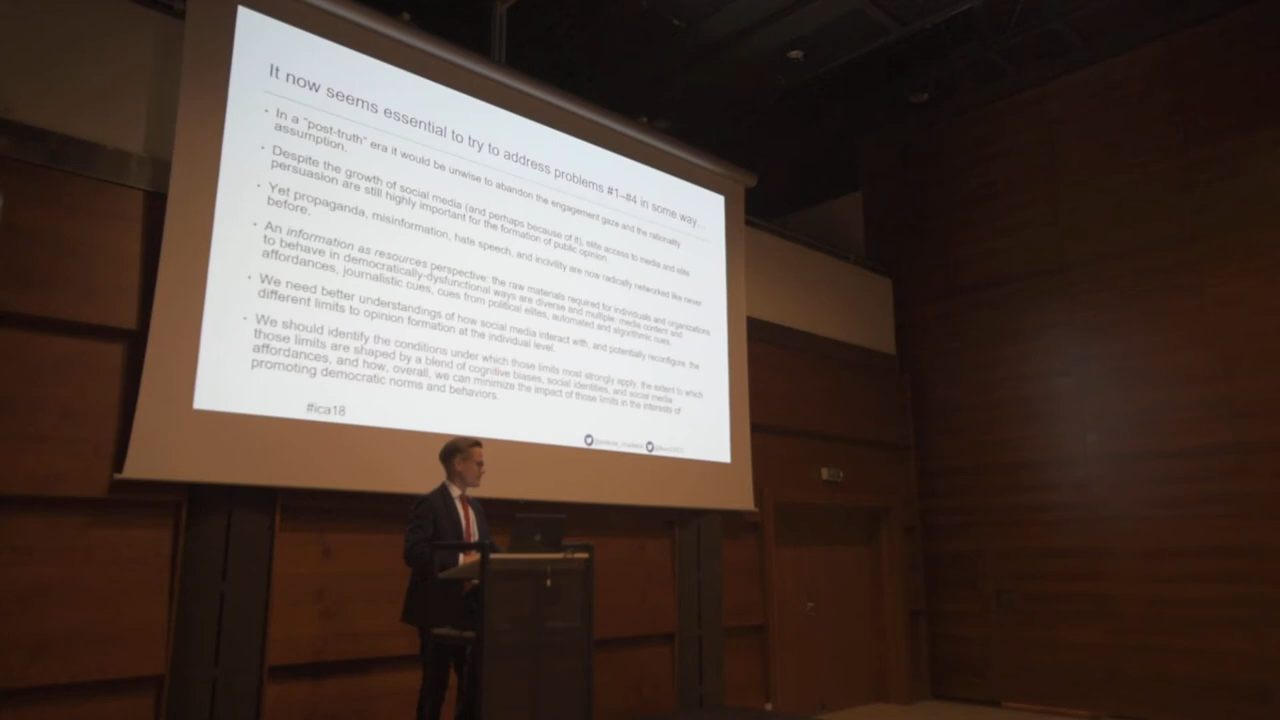 It now seems essential to try to address problems #1–#4 in some way…
• In a "post-truth" era it would be unwise to abandon the engagement gaze and the rationality
assumption.
• Despite the growth of social media (and perhaps because of it), elite access to media and elite
persuasion are still highly important for the formation of public opinion.
• Yet propaganda, misinformation, hate speech, and incivility are now radically networked like never
before.
• An information as resources perspective: the raw materials required for individuals and organizations
to behave in democratically-dysfunctional ways are diverse and multiple: media content and
affordances, journalistic cues, cues from political elites, automated and algorithmic cues.
• We need better understandings of how social media interact with, and potentially reconfigure, the
different limits to opinion formation at the individual level.
• We should identify the conditions under which those limits most strongly apply, the extent to which
those limits are shaped by a blend of cognitive biases, social identities, and social media
affordances, and how, overall, we can minimize the impact of those limits in the interests of
promoting democratic norms and behaviors.
#ica18